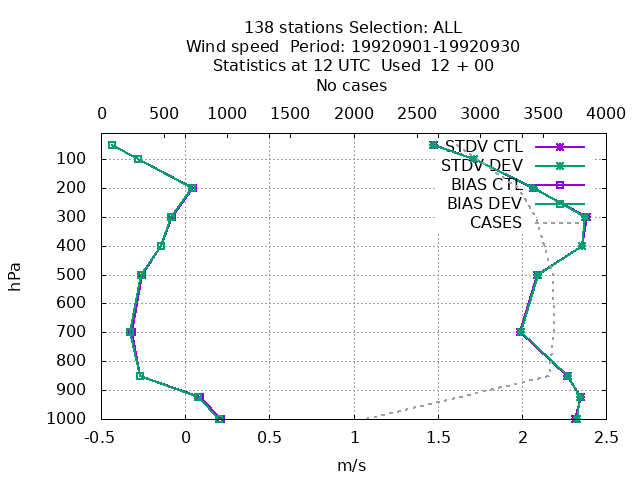 138 stations Selection: ALL
Wind speed  Period: 19920901-19920930
Statistics at 12 UTC  Used  12 + 00
No cases
0 500 1000 1500 2000 2500 3000 3500 4000
STDV CTL
STDV DEV
BIAS CTL
BIAS DEV
CASES
100
200
300
400
500
600
700
800
900
1000
hPa
-0.5 0 0.5 1 1.5 2 2.5
m/s